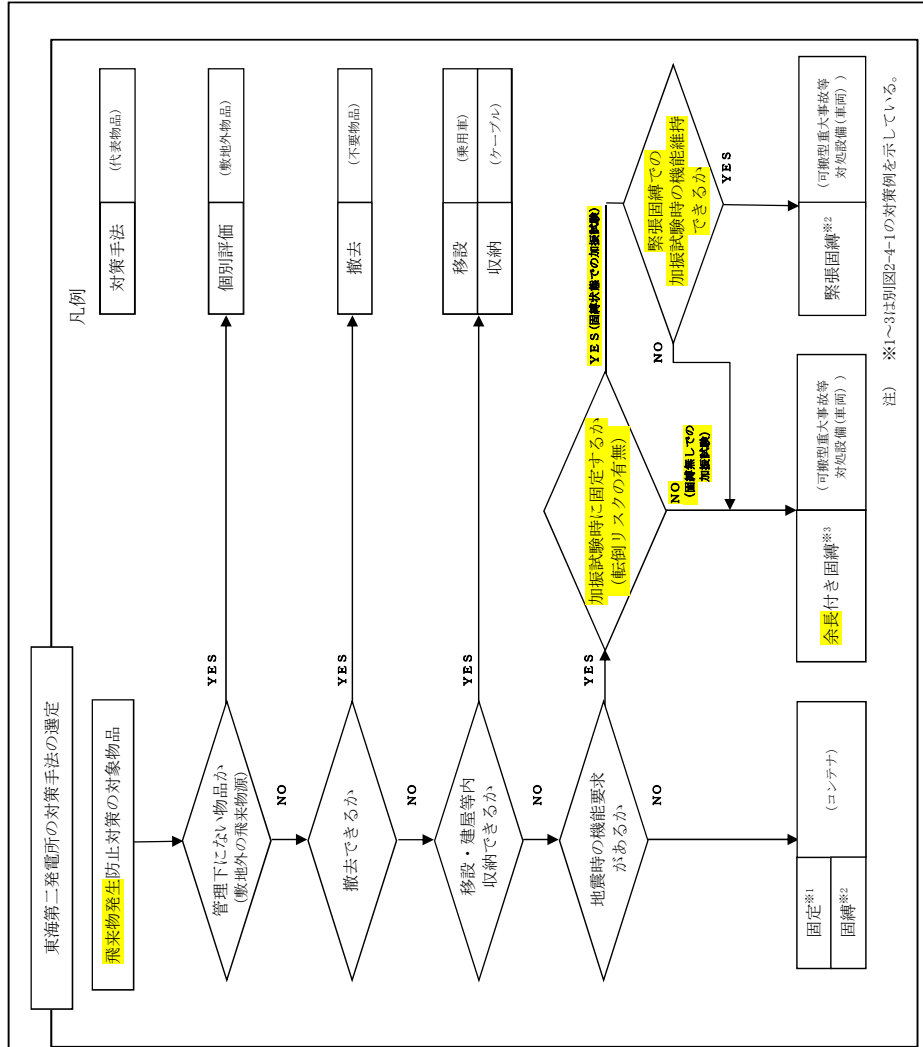 東海第二発電所の対策手法の選定
飛来物発生防止対策の対象物品
凡例
対策手法
(代表物品)
管理下にない物品か
(敷地外の飛来物源)
YES
個別評価
(敷地外物品)
NO
撤去できるか
YES
撤去
(不要物品)
NO
移設・建屋等内
収納できるか
YES
移設
(乗用車)
収納
(ケーブル)
NO
地震時の機能要求
があるか
YES
加振試験時に固定するか
(転倒リスクの有無)
YES(固縛状態での加振試験)
緊張固縛での
加振試験時の機能維持
できるか
NO
NO
(固縛無しでの
加振試験)
NO
YES
固定※1
固縛※2
(コンテナ)
余長付き固縛※3
(可搬型重大事故等
対処設備(車両))
緊張固縛※2
(可搬型重大事故等
対処設備(車両))
注) ※1~3は別図2-4-1の対策例を示している。